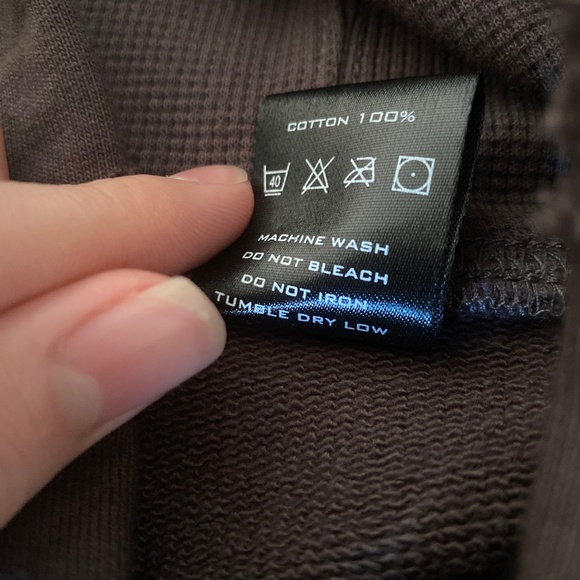 COTTON 100%
40
MACHINE WASH
DO NOT BLEACH
DO NOT IRON
TUMBLE DRY LOW